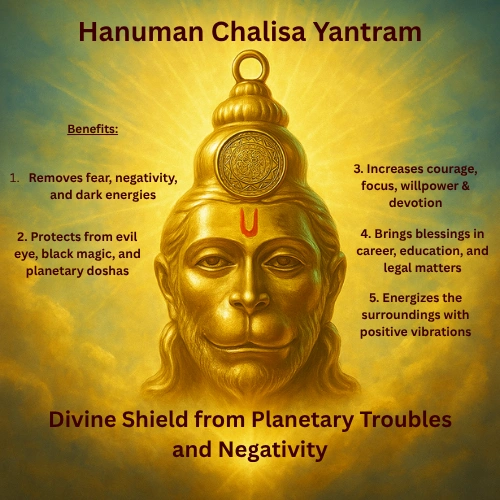 Hanuman Chalisa Yantram
Benefits:
1. Removes fear, negativity,
and dark energies
2. Protects from evil
eye, black magic, and
planetary doshas
3. Increases courage,
focus, willpower &
devotion
4. Brings blessings in
career, education, and
legal matters
5. Energizes the
surroundings with
positive vibrations
Divine Shield from Planetary Troubles
and Negativity